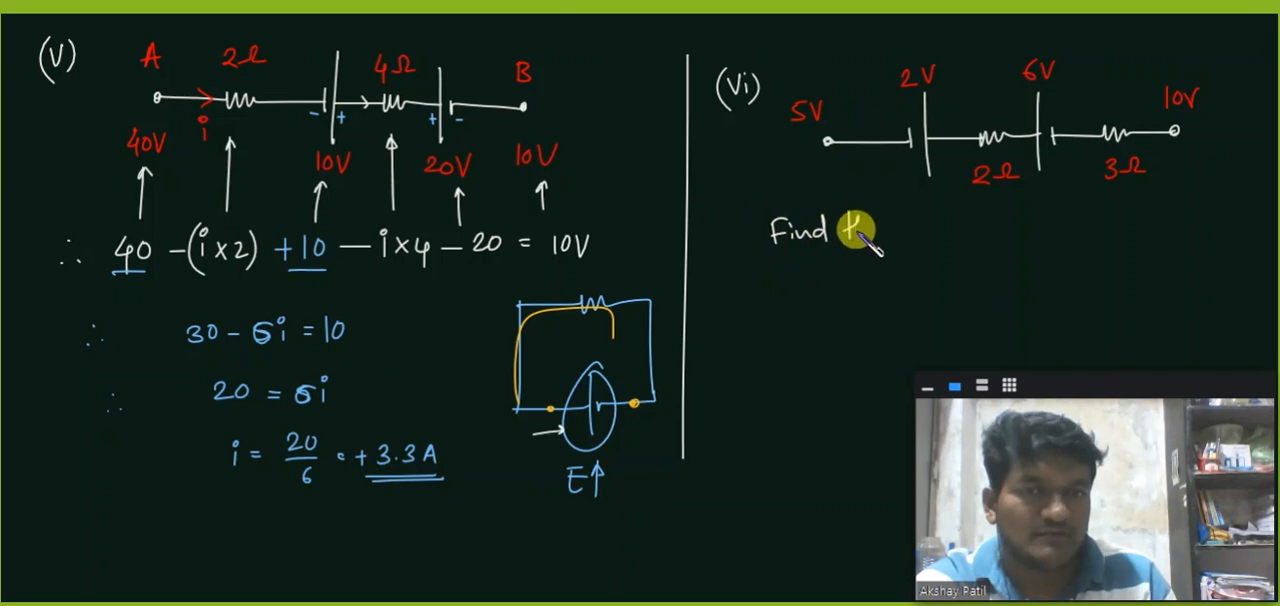 (V)
A 2Ω 4Ω B
i - + + -
40V 10V 20V 10V
∴ 40 -(i×2) +10 - i×4 - 20 = 10V
∴ 30 - 6i = 10
∴ 20 = 6i
i = 20/6 = +3.3A
E↑
(Vi)
5V 2V 6V 10V
2Ω 3Ω
Find
Akshay Patil